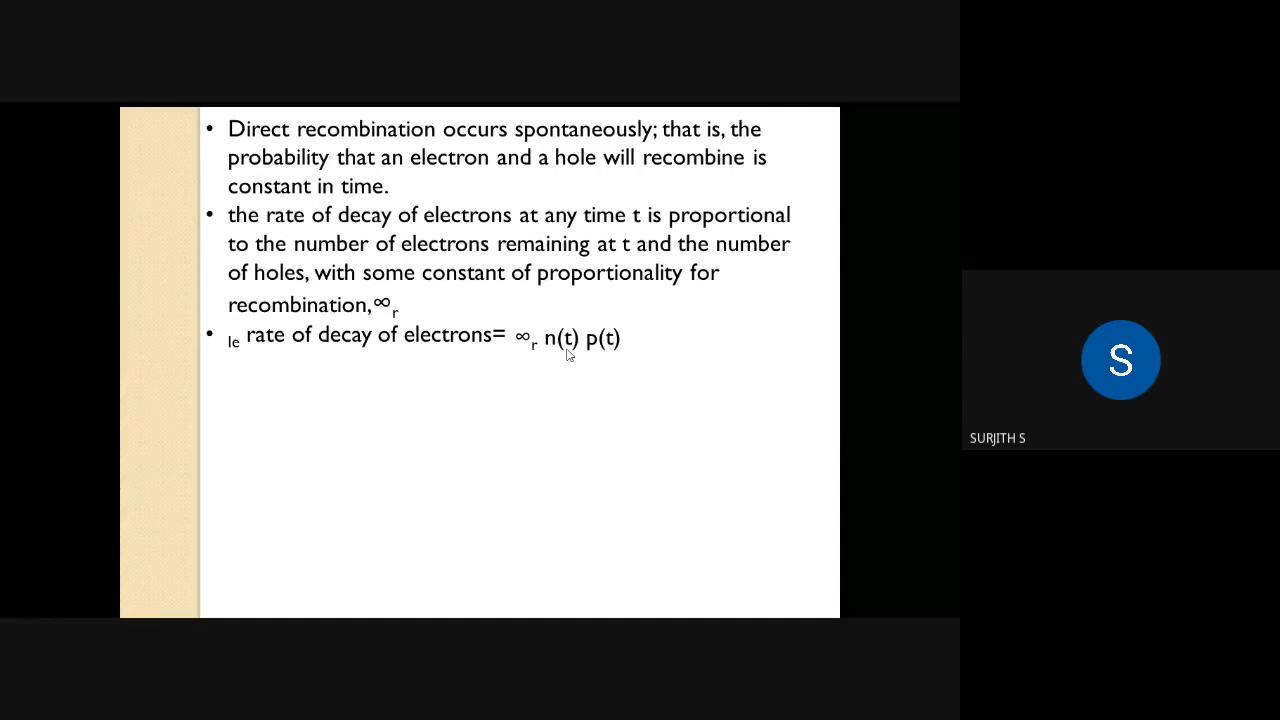 • Direct recombination occurs spontaneously; that is, the
probability that an electron and a hole will recombine is
constant in time.
• the rate of decay of electrons at any time t is proportional
to the number of electrons remaining at t and the number
of holes, with some constant of proportionality for
recombination,∞r
• Ie rate of decay of electrons= ∞r n(t) p(t)
S
SURJITH S